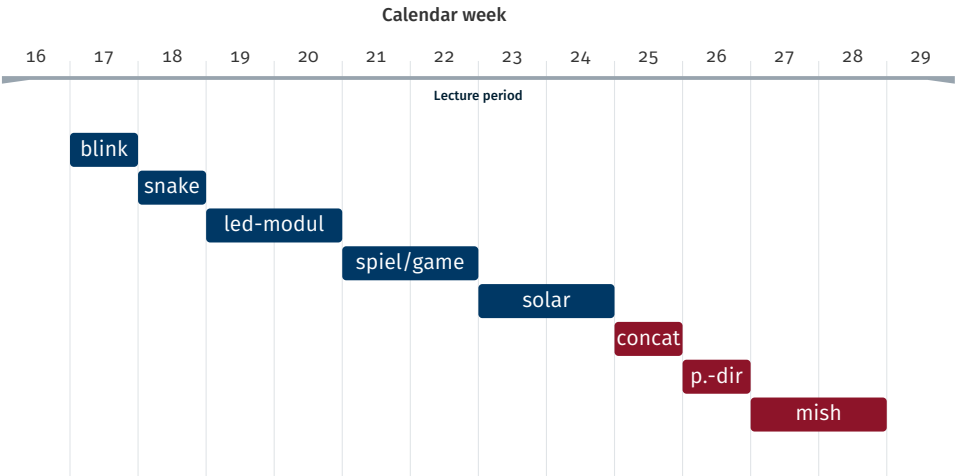 Calendar week
16 17 18 19 20 21 22 23 24 25 26 27 28 29
Lecture period
blink
snake
led-modul
spiel/game
solar
concat
p.-dir
mish